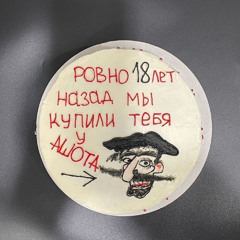 РОВНО 18 лет
назад мы
купили тебя
у
АШОТА